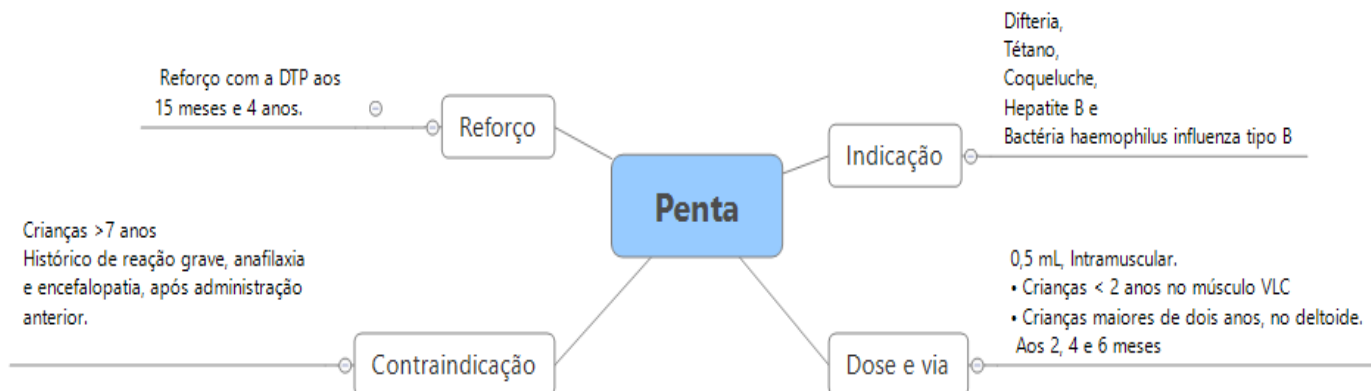 Penta
Reforço
Reforço com a DTP aos
15 meses e 4 anos.
Indicação
Difteria,
Tétano,
Coqueluche,
Hepatite B e
Bactéria haemophilus influenza tipo B
Contraindicação
Crianças >7 anos
Histórico de reação grave, anafilaxia
e encefalopatia, após administração
anterior.
Dose e via
0,5 mL, Intramuscular.
• Crianças < 2 anos no músculo VLC
• Crianças maiores de dois anos, no deltoide.
Aos 2, 4 e 6 meses